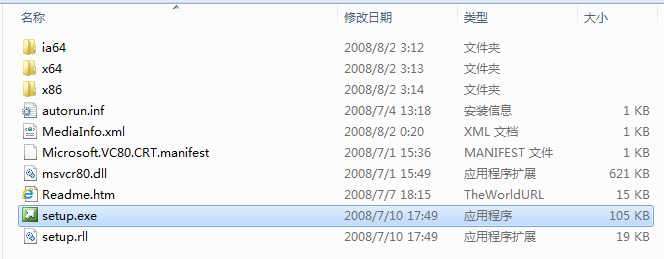 名称 修改日期 类型 大小
ia64 2008/8/2 3:12 文件夹
x64 2008/8/2 3:13 文件夹
x86 2008/8/2 3:14 文件夹
autorun.inf 2008/7/4 13:18 安装信息 1 KB
MediaInfo.xml 2008/8/2 0:20 XML 文档 1 KB
Microsoft.VC80.CRT.manifest 2008/7/1 15:36 MANIFEST 文件 1 KB
msvcr80.dll 2008/7/1 15:49 应用程序扩展 621 KB
Readme.htm 2008/7/7 18:15 TheWorldURL 15 KB
setup.exe 2008/7/10 17:49 应用程序 105 KB
setup.rll 2008/7/10 17:49 应用程序扩展 19 KB